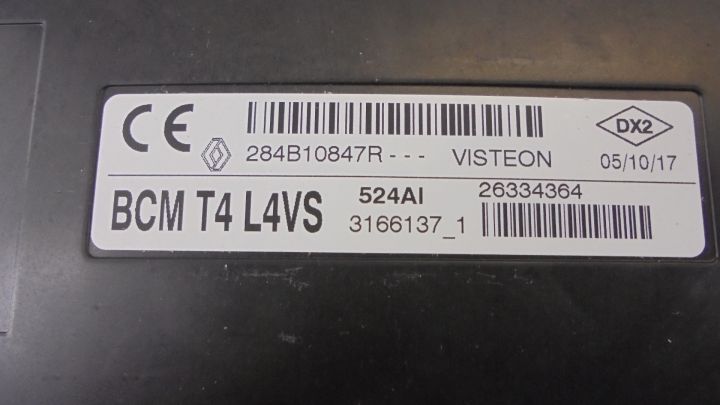 CE
284B10847R--- VISTEON
DX2
05/10/17
BCM T4 L4VS
524AI
3166137_1
26334364